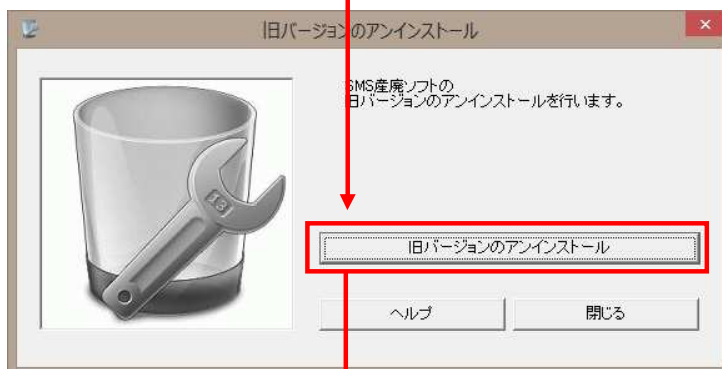 旧バージョンのアンインストール
SMS産廃ソフトの
旧バージョンのアンインストールを行います。
13
旧バージョンのアンインストール
ヘルプ
閉じる